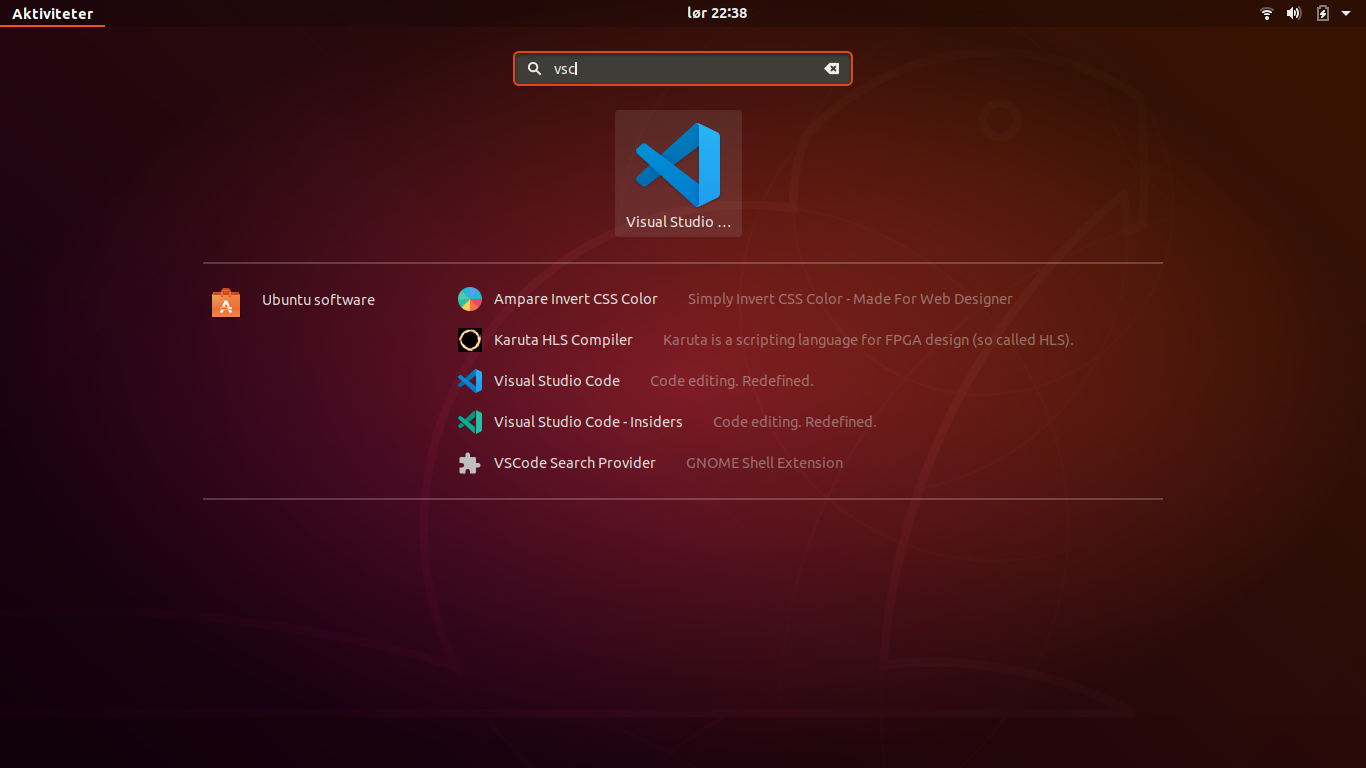 Aktiviteter lør 22:38
vsc
Visual Studio ...
Ubuntu software
Ampare Invert CSS Color Simply Invert CSS Color - Made For Web Designer
Karuta HLS Compiler Karuta is a scripting language for FPGA design (so called HLS).
Visual Studio Code Code editing. Redefined.
Visual Studio Code - Insiders Code editing. Redefined.
VSCode Search Provider GNOME Shell Extension